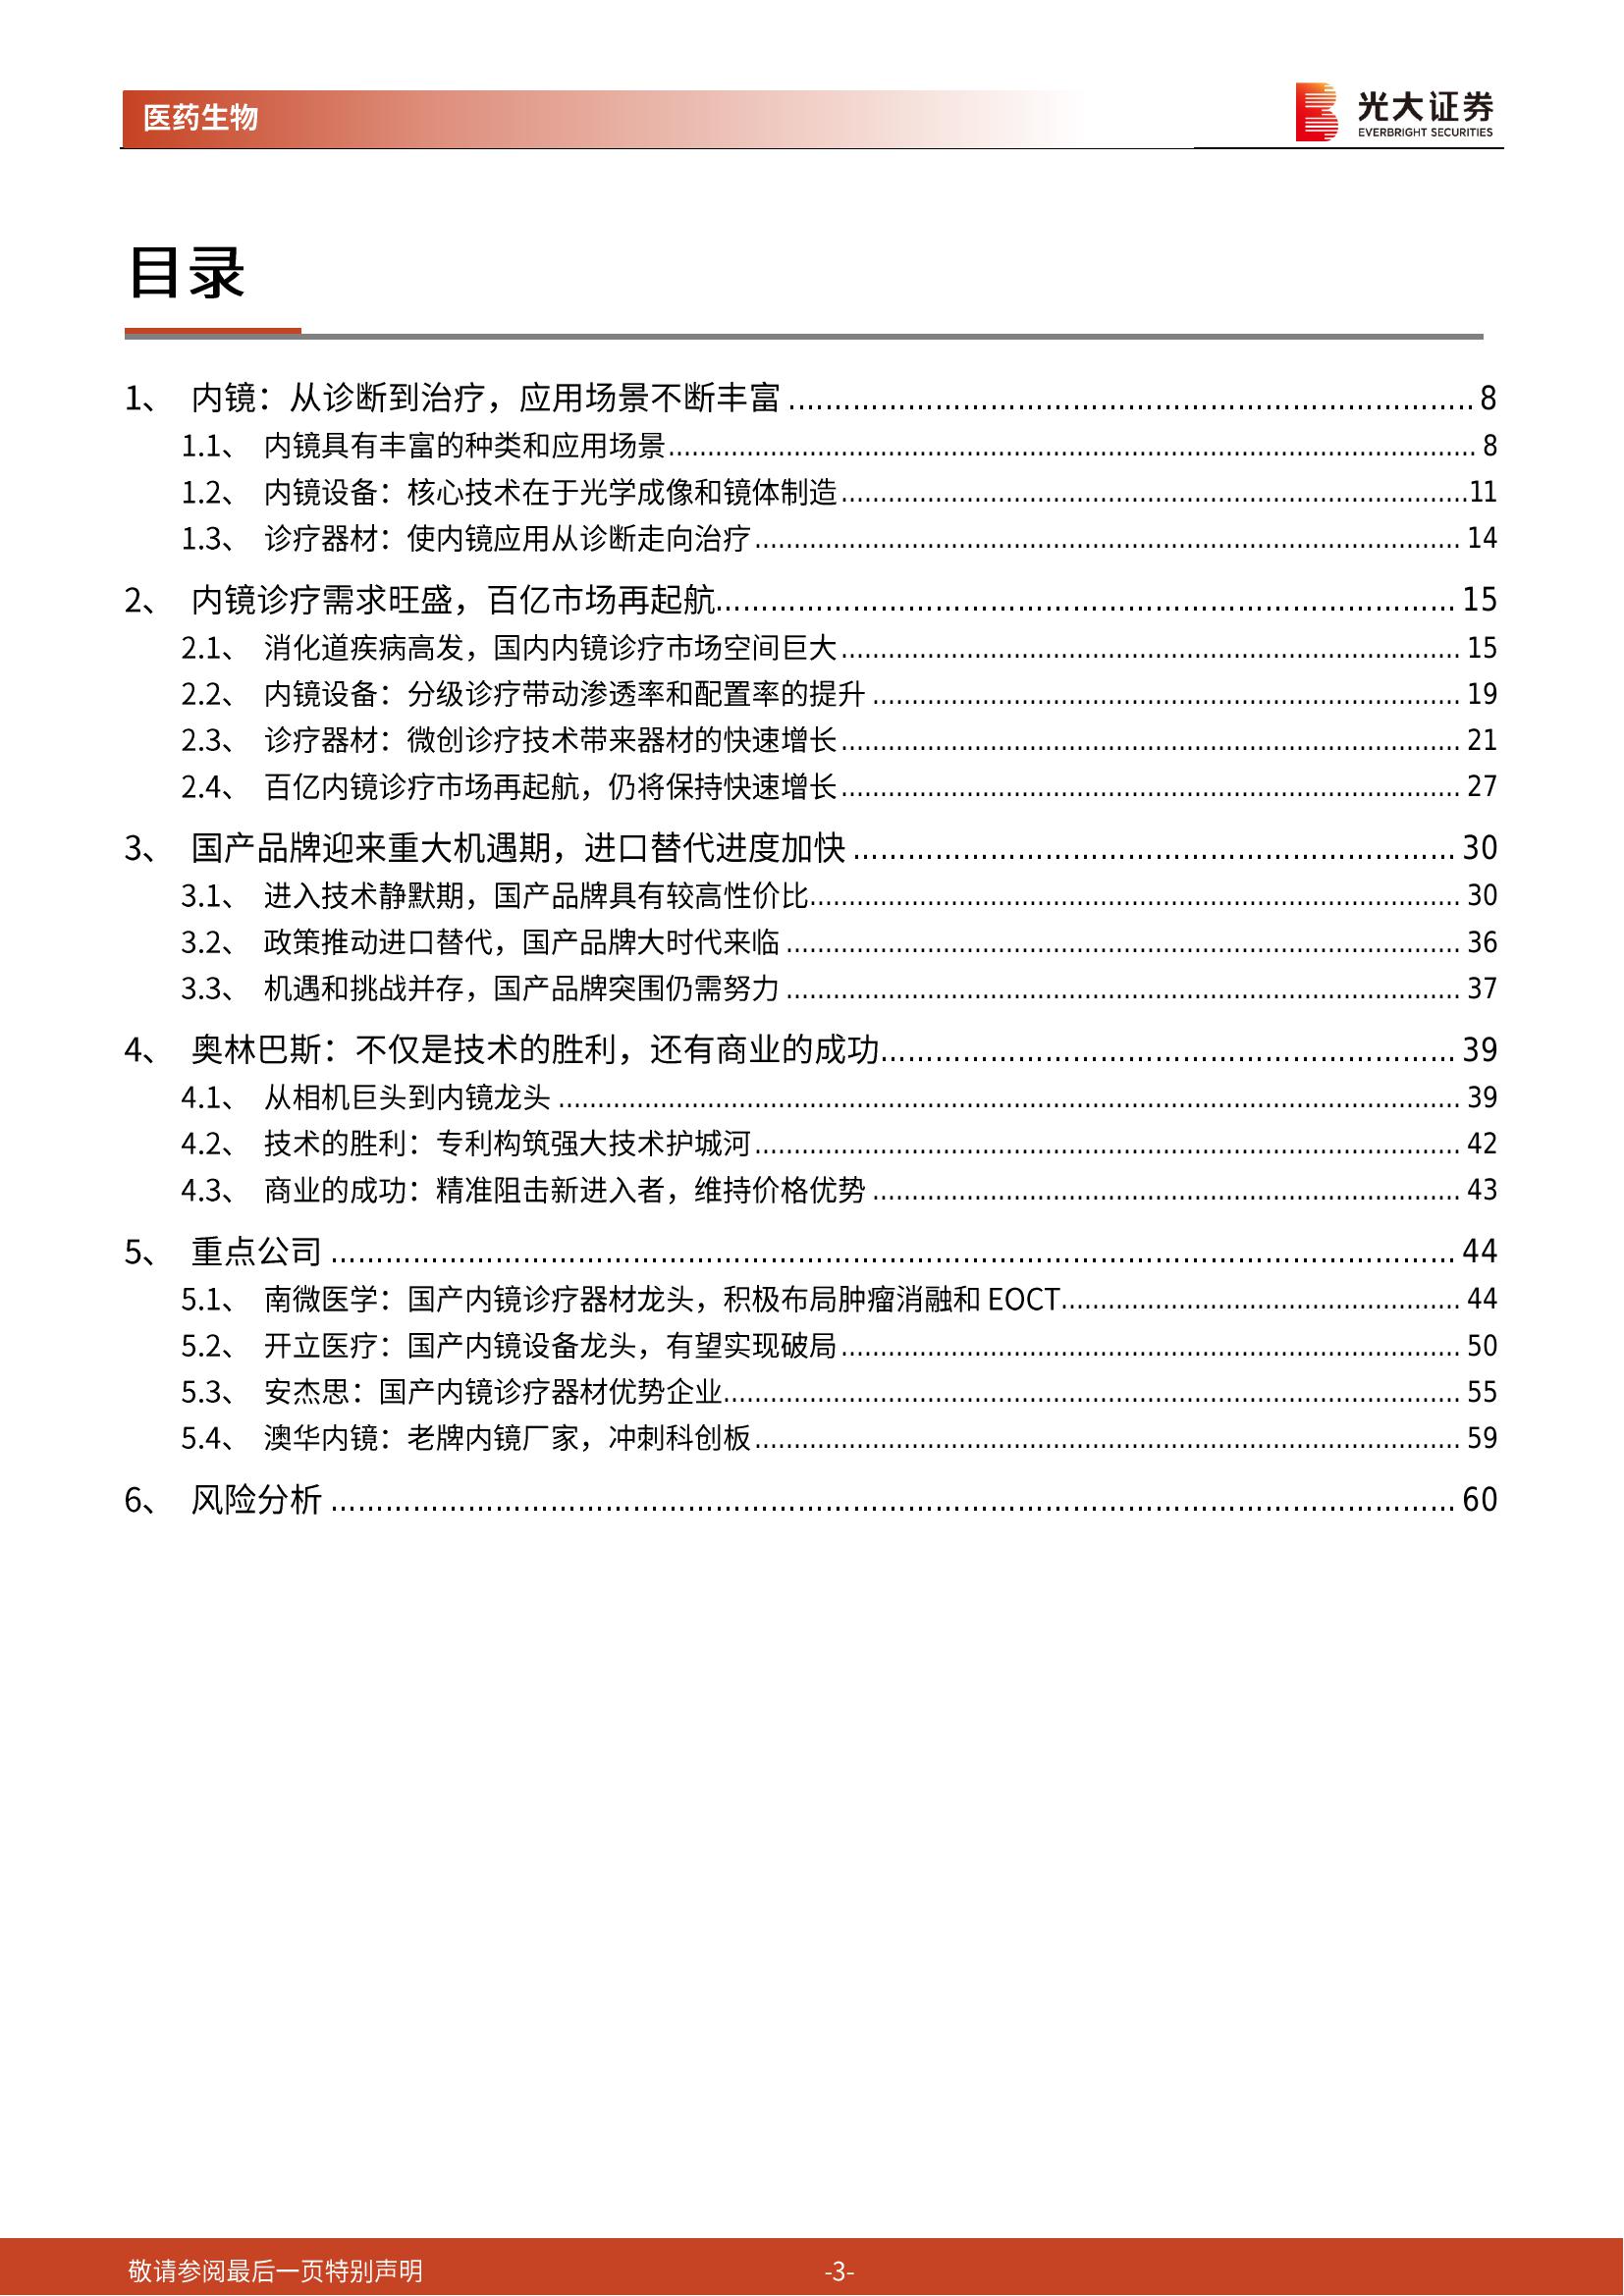 医药生物
光大证券
EVERBRIGHT SECURITIES
目录
1、 内镜：从诊断到治疗，应用场景不断丰富 ........ 8
1.1、 内镜具有丰富的种类和应用场景 ........ 8
1.2、 内镜设备：核心技术在于光学成像和镜体制造 ........ 11
1.3、 诊疗器材：使内镜应用从诊断走向治疗 ........ 14
2、 内镜诊疗需求旺盛，百亿市场再起航 ........ 15
2.1、 消化道疾病高发，国内内镜诊疗市场空间巨大 ........ 15
2.2、 内镜设备：分级诊疗带动渗透率和配置率的提升 ........ 19
2.3、 诊疗器材：微创诊疗技术带来器材的快速增长 ........ 21
2.4、 百亿内镜诊疗市场再起航，仍将保持快速增长 ........ 27
3、 国产品牌迎来重大机遇期，进口替代进度加快 ........ 30
3.1、 进入技术静默期，国产品牌具有较高性价比 ........ 30
3.2、 政策推动进口替代，国产品牌大时代来临 ........ 36
3.3、 机遇和挑战并存，国产品牌突围仍需努力 ........ 37
4、 奥林巴斯：不仅是技术的胜利，还有商业的成功 ........ 39
4.1、 从相机巨头到内镜龙头 ........ 39
4.2、 技术的胜利：专利构筑强大技术护城河 ........ 42
4.3、 商业的成功：精准阻击新进入者，维持价格优势 ........ 43
5、 重点公司 ........ 44
5.1、 南微医学：国产内镜诊疗器材龙头，积极布局肿瘤消融和 EOCT ........ 44
5.2、 开立医疗：国产内镜设备龙头，有望实现破局 ........ 50
5.3、 安杰思：国产内镜诊疗器材优势企业 ........ 55
5.4、 澳华内镜：老牌内镜厂家，冲刺科创板 ........ 59
6、 风险分析 ........ 60
敬请参阅最后一页特别声明
-3-